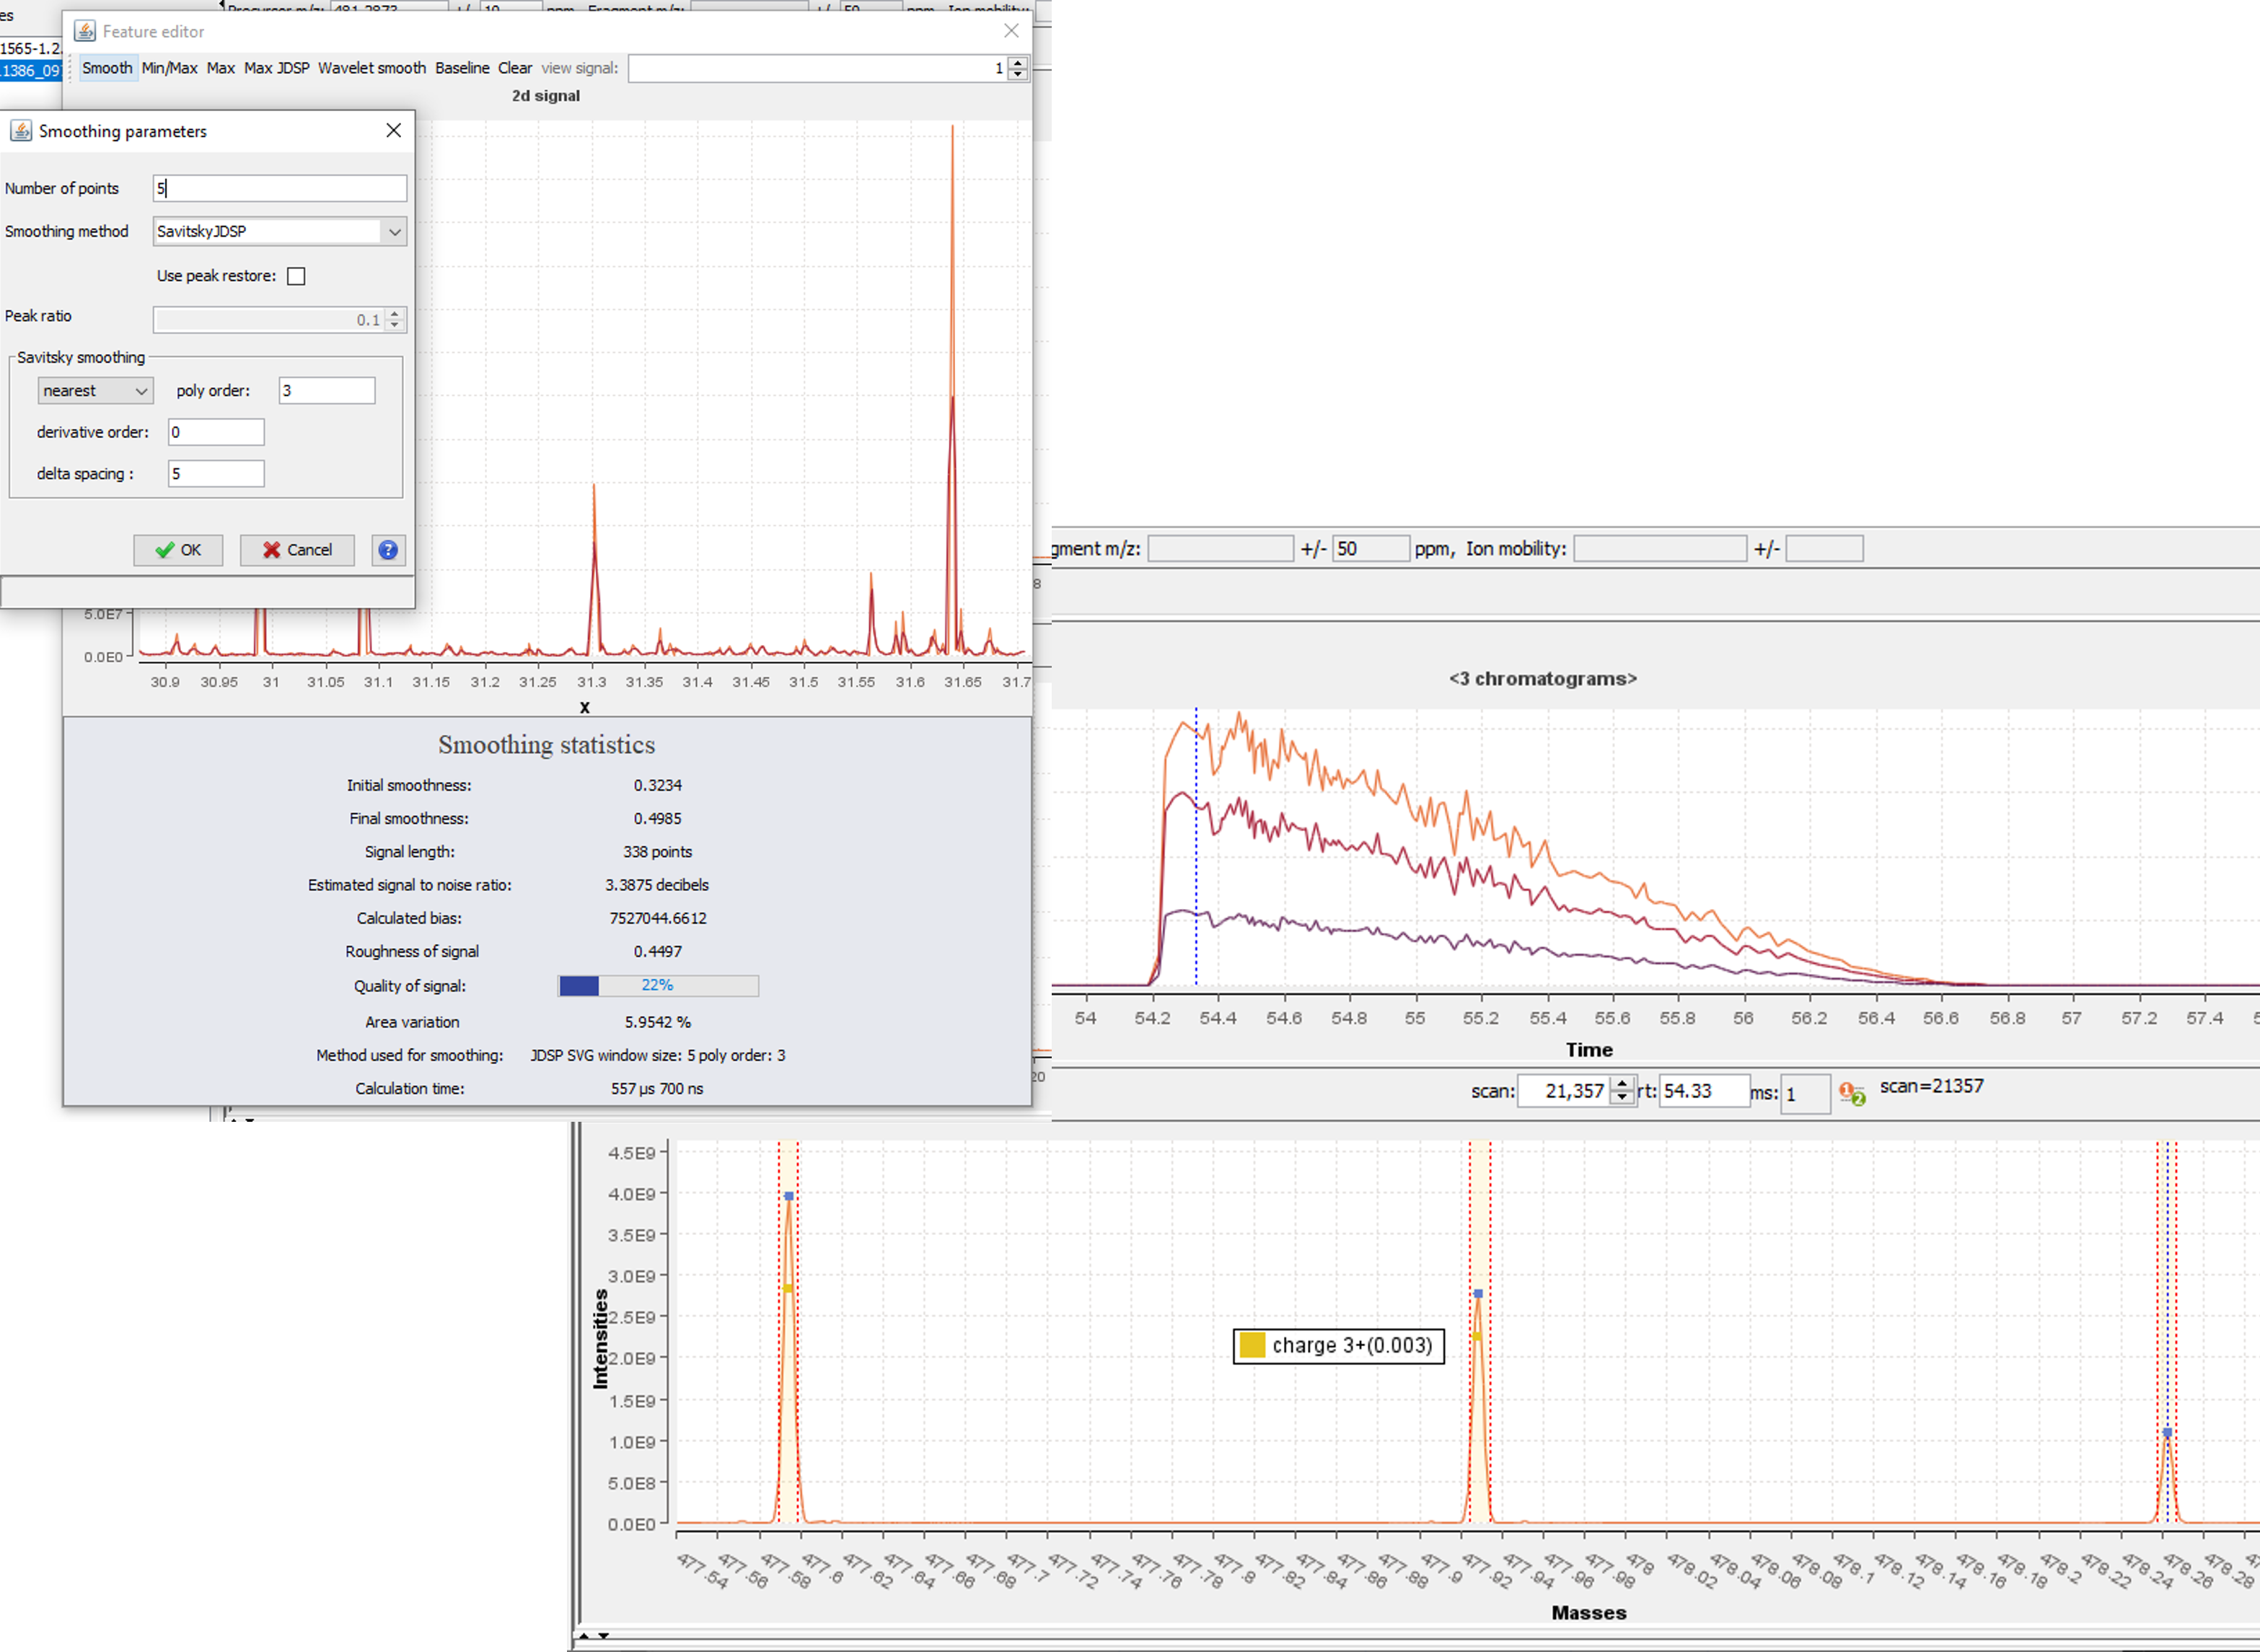 es
Precursor m/z: 481.2873 +/- 10 ppm, Fragment m/z: +/- 50 ppm, Ion mobility:
1565-1.2.
1386_09
Feature editor
Smooth Min/Max Max Max JDSP Wavelet smooth Baseline Clear view signal: 1
2d signal
Smoothing parameters
Number of points 5
Smoothing method SavitskyJDSP
Use peak restore:
Peak ratio 0.1
Savitsky smoothing
nearest poly order: 3
derivative order: 0
delta spacing : 5
OK Cancel ?
5.0E7
0.0E0
30.9 30.95 31 31.05 31.1 31.15 31.2 31.25 31.3 31.35 31.4 31.45 31.5 31.55 31.6 31.65 31.7
X
Smoothing statistics
Initial smoothness: 0.3234
Final smoothness: 0.4985
Signal length: 338 points
Estimated signal to noise ratio: 3.3875 decibels
Calculated bias: 7527044.6612
Roughness of signal 0.4497
Quality of signal: 22%
Area variation 5.9542 %
Method used for smoothing: JDSP SVG window size: 5 poly order: 3
Calculation time: 557 µs 700 ns
8
20
gment m/z: +/- 50 ppm, Ion mobility: +/-
<3 chromatograms>
54 54.2 54.4 54.6 54.8 55 55.2 55.4 55.6 55.8 56 56.2 56.4 56.6 56.8 57 57.2 57.4 5
Time
scan: 21,357 rt: 54.33 ms: 1 scan=21357
4.5E9
4.0E9
3.5E9
3.0E9
2.5E9
2.0E9
1.5E9
1.0E9
5.0E8
0.0E0
Intensities
charge 3+(0.003)
477.54 477.56 477.58 477.6 477.62 477.64 477.66 477.68 477.7 477.72 477.74 477.76 477.78 477.8 477.82 477.84 477.86 477.88 477.9 477.92 477.94 477.96 477.98 478 478.02 478.04 478.06 478.08 478.1 478.12 478.14 478.16 478.18 478.2 478.22 478.24 478.26 478.28
Masses